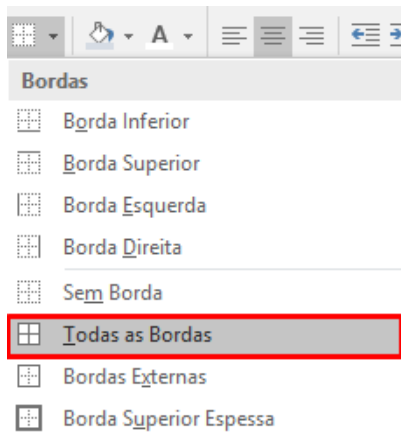 A
Bordas
Borda Inferior
Borda Superior
Borda Esquerda
Borda Direita
Sem Borda
Todas as Bordas
Bordas Externas
Borda Superior Espessa